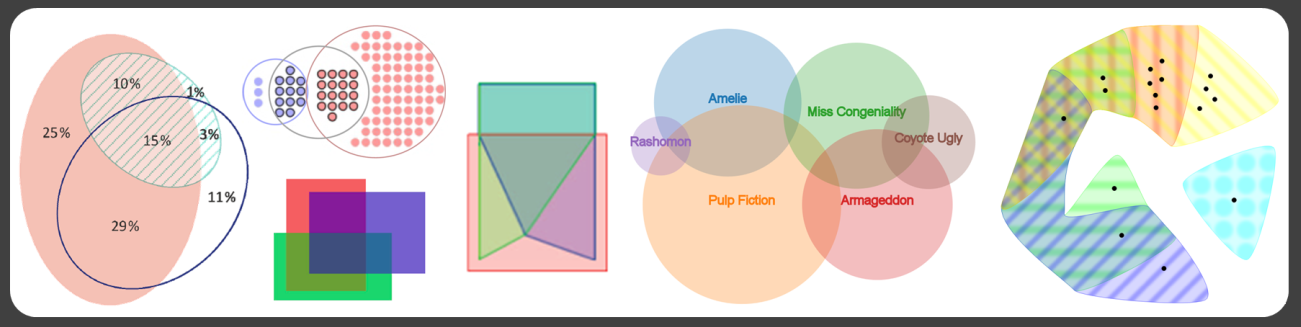 10%
1%
25%
15%
3%
11%
29%
Amelie
Miss Congeniality
Rashomon
Coyote Ugly
Pulp Fiction
Armageddon